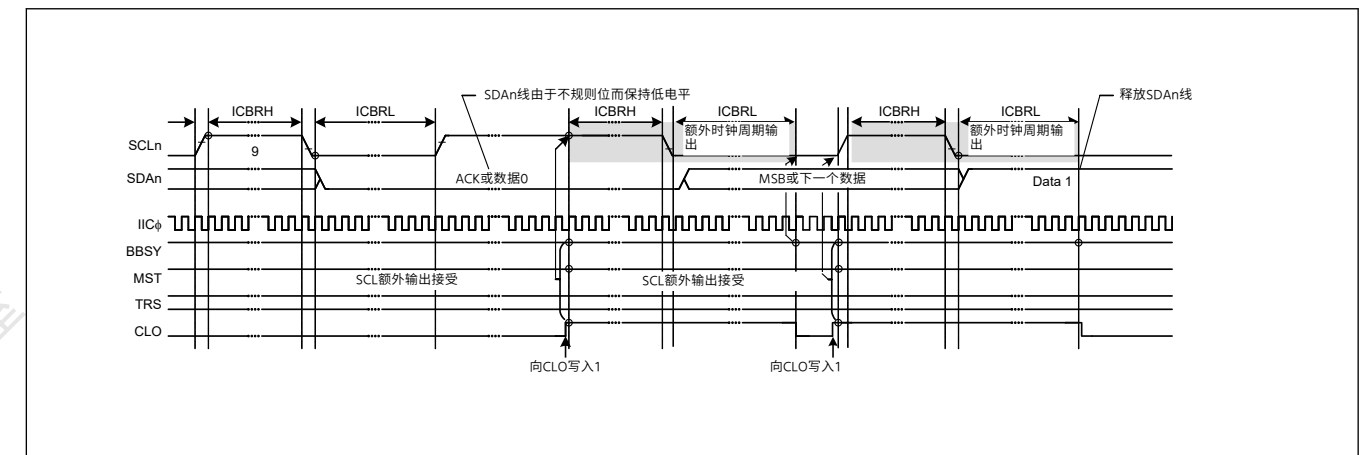 SDAn线由于不规则位而保持低电平
释放SDAn线
ICBRH
ICBRL
ICBRH
ICBRL
ICBRH
ICBRL
额外时钟周期输
出
额外时钟周期输
出
SCLn
9
SDAn
ACK或数据0
MSB或下一个数据
Data 1
IICϕ
BBSY
MST
SCL额外输出接受
SCL额外输出接受
TRS
CLO
向CLO写入1
向CLO写入1